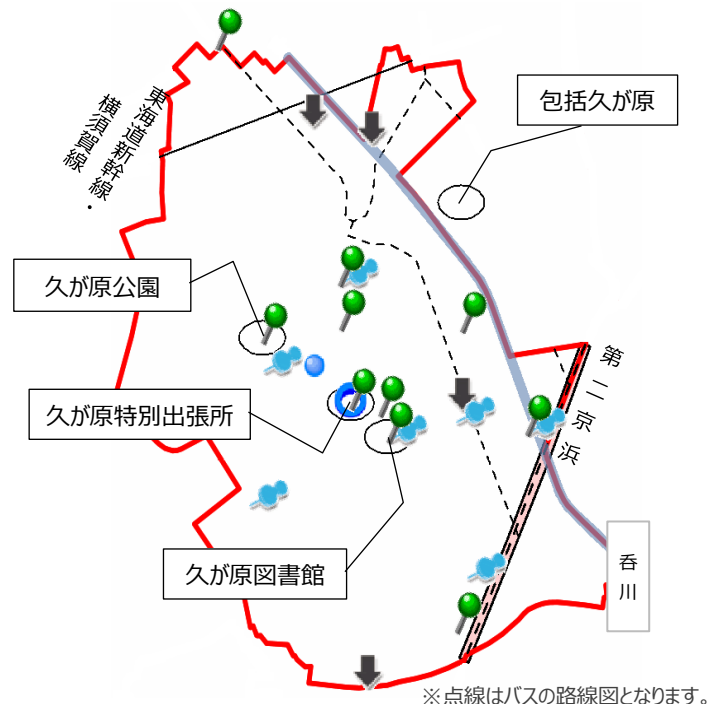 東海道新幹線・
横須賀線
包括久が原
久が原公園
久が原特別出張所
久が原図書館
第二京浜
呑川
※点線はバスの路線図となります。